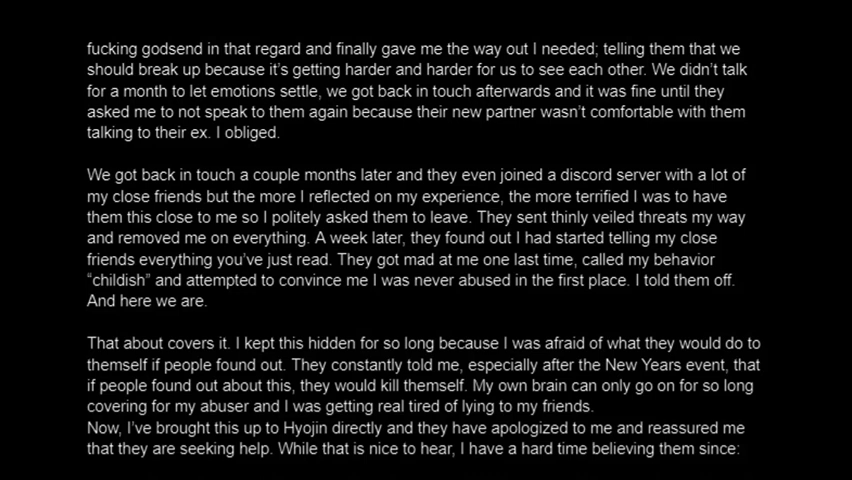 fucking godsend in that regard and finally gave me the way out I needed; telling them that we
should break up because it's getting harder and harder for us to see each other. We didn't talk
for a month to let emotions settle, we got back in touch afterwards and it was fine until they
asked me to not speak to them again because their new partner wasn't comfortable with them
talking to their ex. I obliged.
We got back in touch a couple months later and they even joined a discord server with a lot of
my close friends but the more I reflected on my experience, the more terrified I was to have
them this close to me so I politely asked them to leave. They sent thinly veiled threats my way
and removed me on everything. A week later, they found out I had started telling my close
friends everything you've just read. They got mad at me one last time, called my behavior
“childish” and attempted to convince me I was never abused in the first place. I told them off.
And here we are.
That about covers it. I kept this hidden for so long because I was afraid of what they would do to
themself if people found out. They constantly told me, especially after the New Years event, that
if people found out about this, they would kill themself. My own brain can only go on for so long
covering for my abuser and I was getting real tired of lying to my friends.
Now, I've brought this up to Hyojin directly and they have apologized to me and reassured me
that they are seeking help. While that is nice to hear, I have a hard time believing them since: